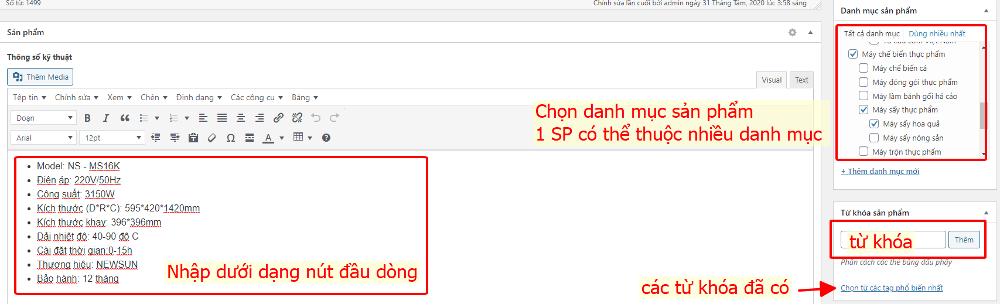 Số từ: 1499
Chỉnh sửa lần cuối bởi admin ngày 31 Tháng Tám, 2020 lúc 3:58 sáng
Sản phẩm
Thông số kỹ thuật
Thêm Media
Visual
Text
Tệp tin
Chỉnh sửa
Xem
Chèn
Định dạng
Các công cụ
Bảng
Đoạn
Arial
12pt
Model: NS - MS16K
Điện áp: 220V/50Hz
Công suất: 3150W
Kích thước (D*R*C): 595*420*1420mm
Kích thước khay: 396*396mm
Dải nhiệt độ: 40-90 độ C
Cài đặt thời gian:0-15h
Thương hiệu: NEWSUN
Bảo hành: 12 tháng
Nhập dưới dạng nút đầu dòng
Chọn danh mục sản phẩm
1 SP có thể thuộc nhiều danh mục
Danh mục sản phẩm
Tất cả danh mục
Dùng nhiều nhất
Máy chế biến thực phẩm
Máy chế biến cá
Máy đóng gói thực phẩm
Máy làm bánh gối há cảo
Máy sấy thực phẩm
Máy sấy hoa quả
Máy sấy nông sản
Máy trộn thực phẩm
+ Thêm danh mục mới
Từ khóa sản phẩm
từ khóa
Thêm
Phân cách các thẻ bằng dấu phẩy
các từ khóa đã có
Chọn từ các tag phổ biến nhất